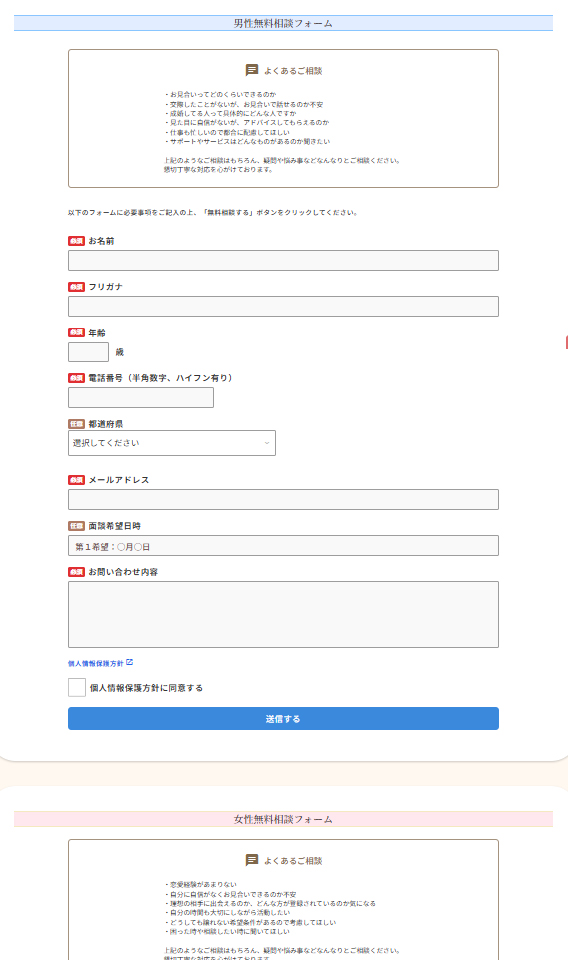 男性無料相談フォーム
よくあるご相談
・お見合いってどのくらいできるのか
・交際したことがないが、お見合いで話せるのか不安
・成婚してる人って具体的にどんな人ですか
・見た目に自信がないが、アドバイスしてもらえるのか
・仕事も忙しいので都合に配慮してほしい
・サポートやサービスはどんなものがあるのか聞きたい
上記のようなご相談はもちろん、疑問や悩み事などなんなりとご相談ください。
懇切丁寧な対応を心がけております。
以下のフォームに必要事項をご記入の上、「無料相談する」ボタンをクリックしてください。
必須 お名前
必須 フリガナ
必須 年齢
歳
必須 電話番号（半角数字、ハイフン有り）
任意 都道府県
選択してください
必須 メールアドレス
任意 面談希望日時
第１希望：〇月〇日
必須 お問い合わせ内容
個人情報保護方針
個人情報保護方針に同意する
送信する
女性無料相談フォーム
よくあるご相談
・恋愛経験があまりない
・自分に自信がなくお見合いできるのか不安
・理想の相手に出会えるのか、どんな方が登録されているのか気になる
・自分の時間も大切にしながら活動したい
・どうしても譲れない希望条件があるので考慮してほしい
・困った時や相談したい時に聞いてほしい
上記のようなご相談はもちろん、疑問や悩み事などなんなりとご相談ください。
懇切丁寧な対応を心がけております。